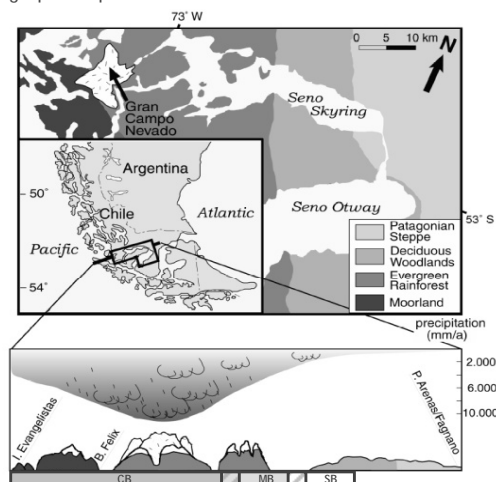 73° W
0 5 10 km
N
Gran
Campo
Nevado
Seno
Skyring
Argentina
50°
Chile
Atlantic
Seno Otway
53° S
Pacific
54°
Patagonian
Steppe
Deciduous
Woodlands
Evergreen
Rainforest
Moorland
precipitation
(mm/a)
2.000
6.000
10.000
I. Evangelistas
B. Felix
P. Arenas/Fagnano
CB
MB
SB